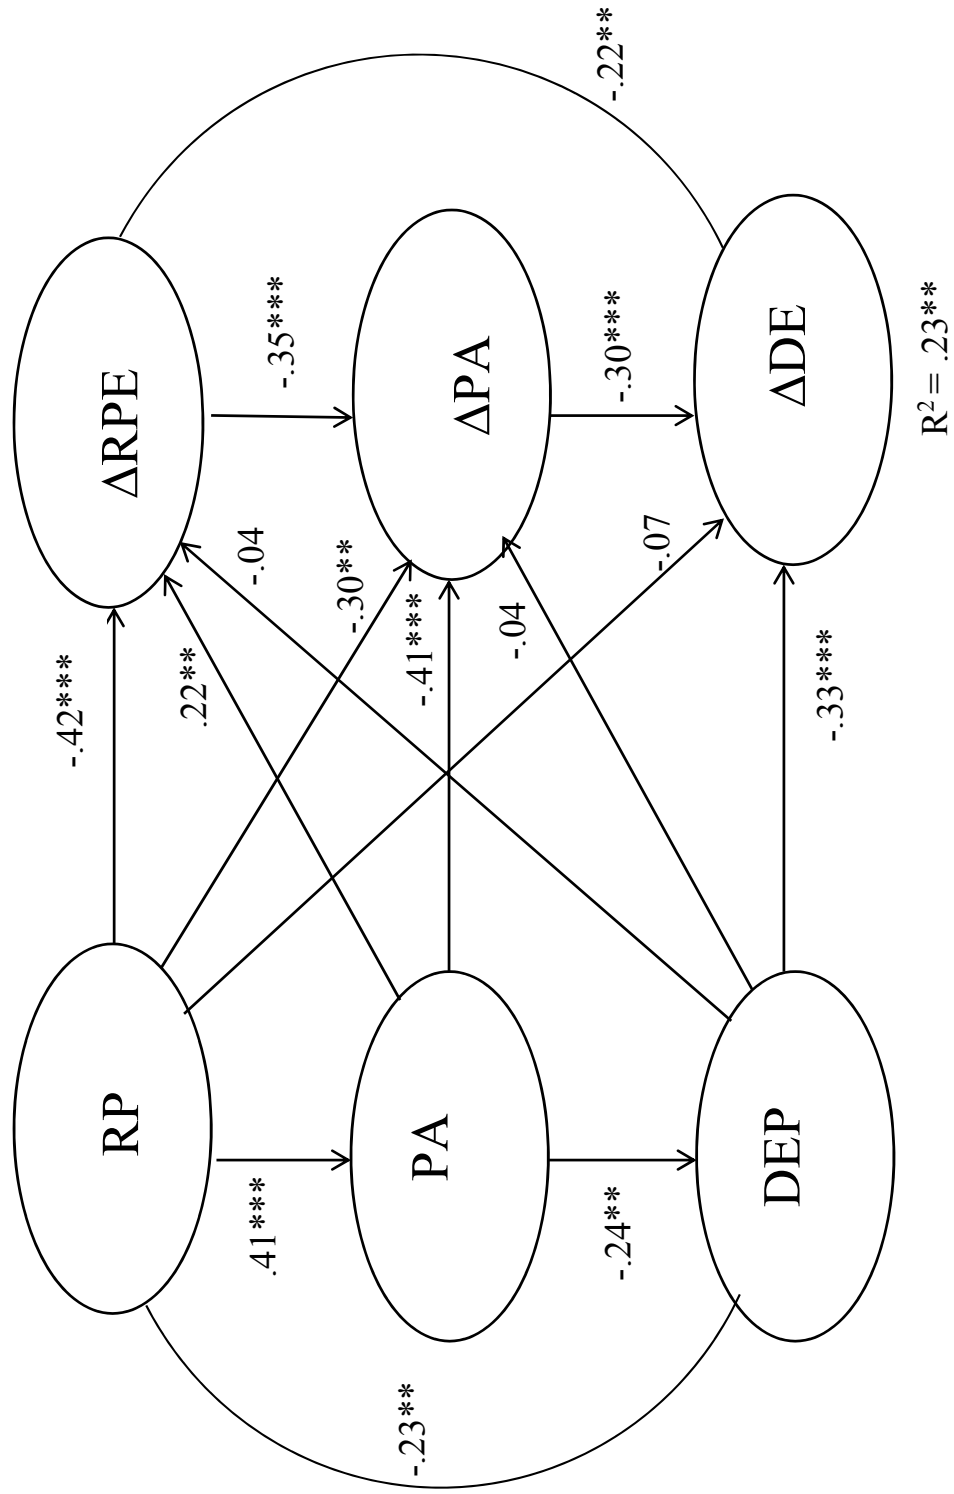 -.42***
RP
ΔRPE
.22**
-.04
.41***
-.35***
-.30**
-.23**
-.41***
PA
ΔPA
-.04
-.24**
-.30***
-.22**
-.07
DEP
ΔDE
-.33***
R² = .23**